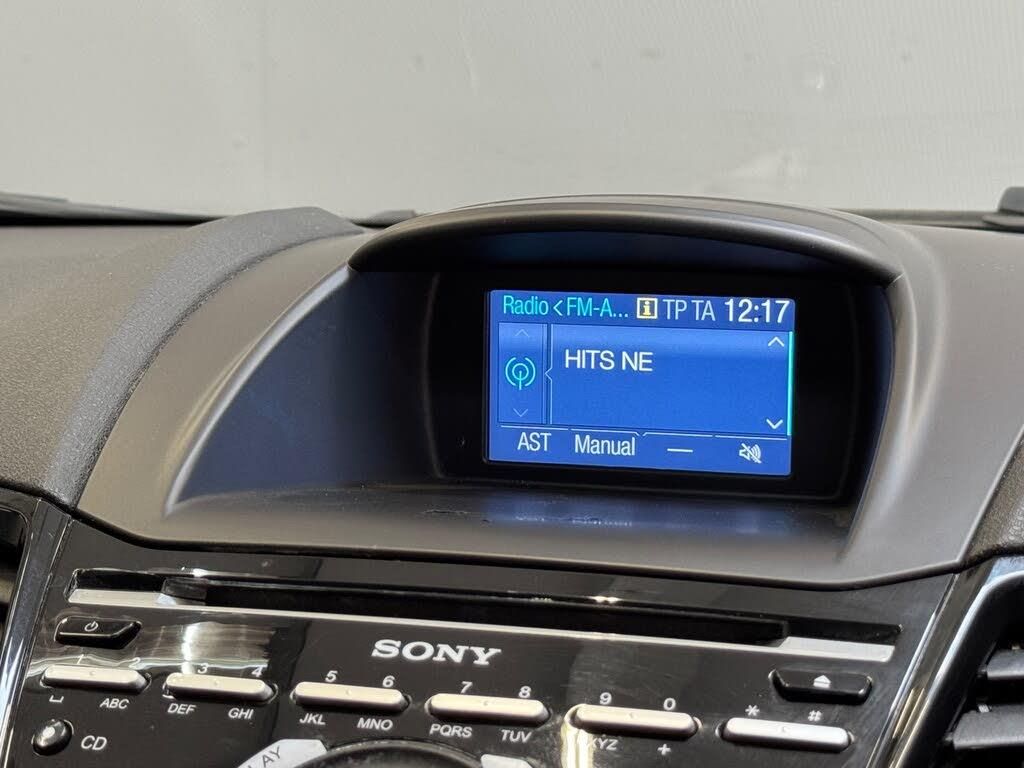 Radio < FM-A... i TP TA 12:17
HITS NE
AST Manual —
SONY
1 2 3 4 5 6 7 8 9 0 * #
ABC DEF GHI JKL MNO PQRS TUV XYZ +
CD
LAY